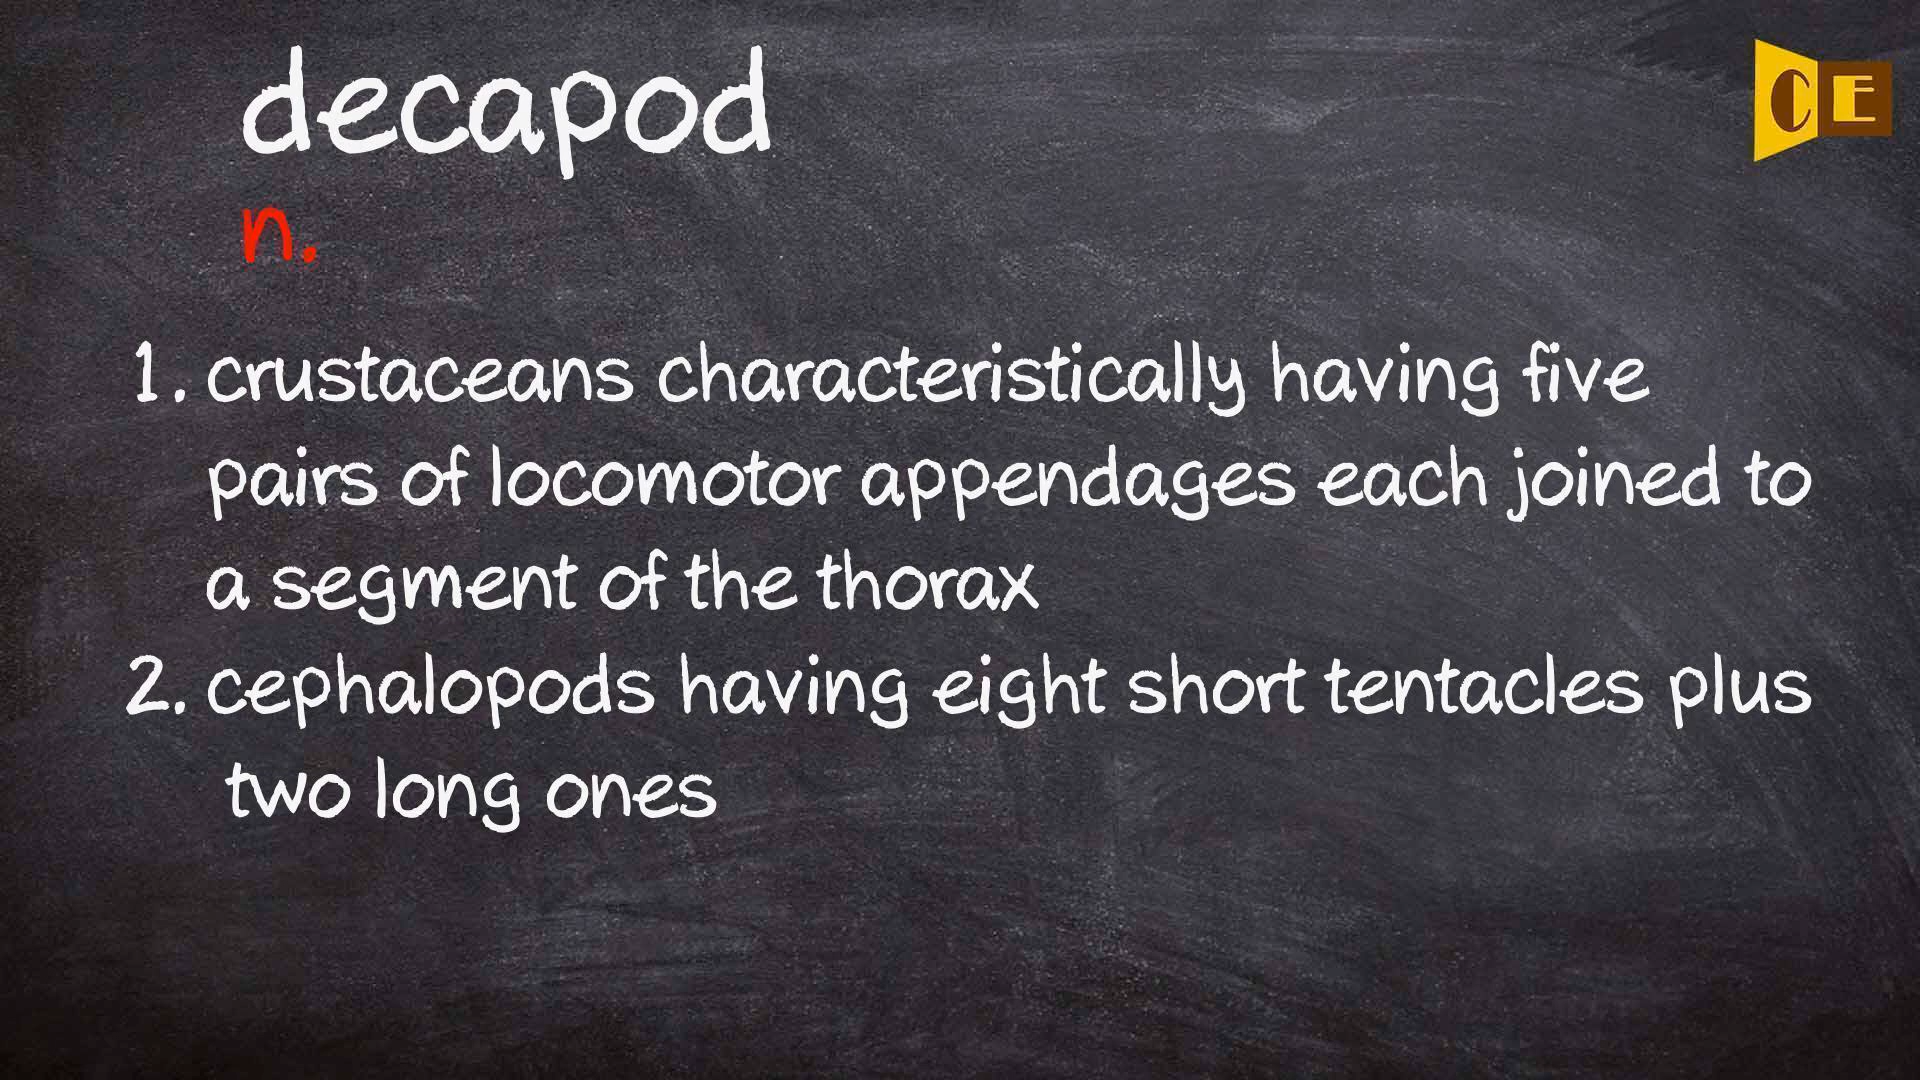 decapod
CE
n.
1. crustaceans characteristically having five
pairs of locomotor appendages each joined to
a segment of the thorax
2. cephalopods having eight short tentacles plus
two long ones